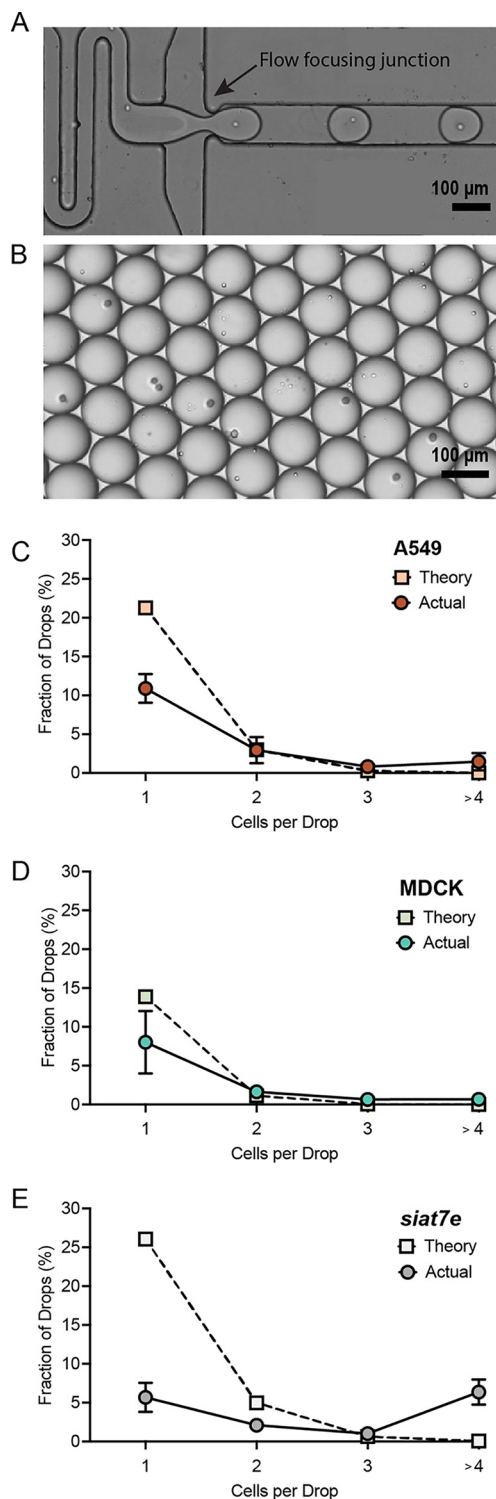 A
Flow focusing junction
100 µm
B
100 µm
C
A549
Theory
Actual
Fraction of Drops (%)
30
25
20
15
10
5
0
1
2
3
>4
Cells per Drop
D
MDCK
Theory
Actual
Fraction of Drops (%)
30
25
20
15
10
5
0
1
2
3
>4
Cells per Drop
E
siat7e
Theory
Actual
Fraction of Drops (%)
30
25
20
15
10
5
0
1
2
3
>4
Cells per Drop